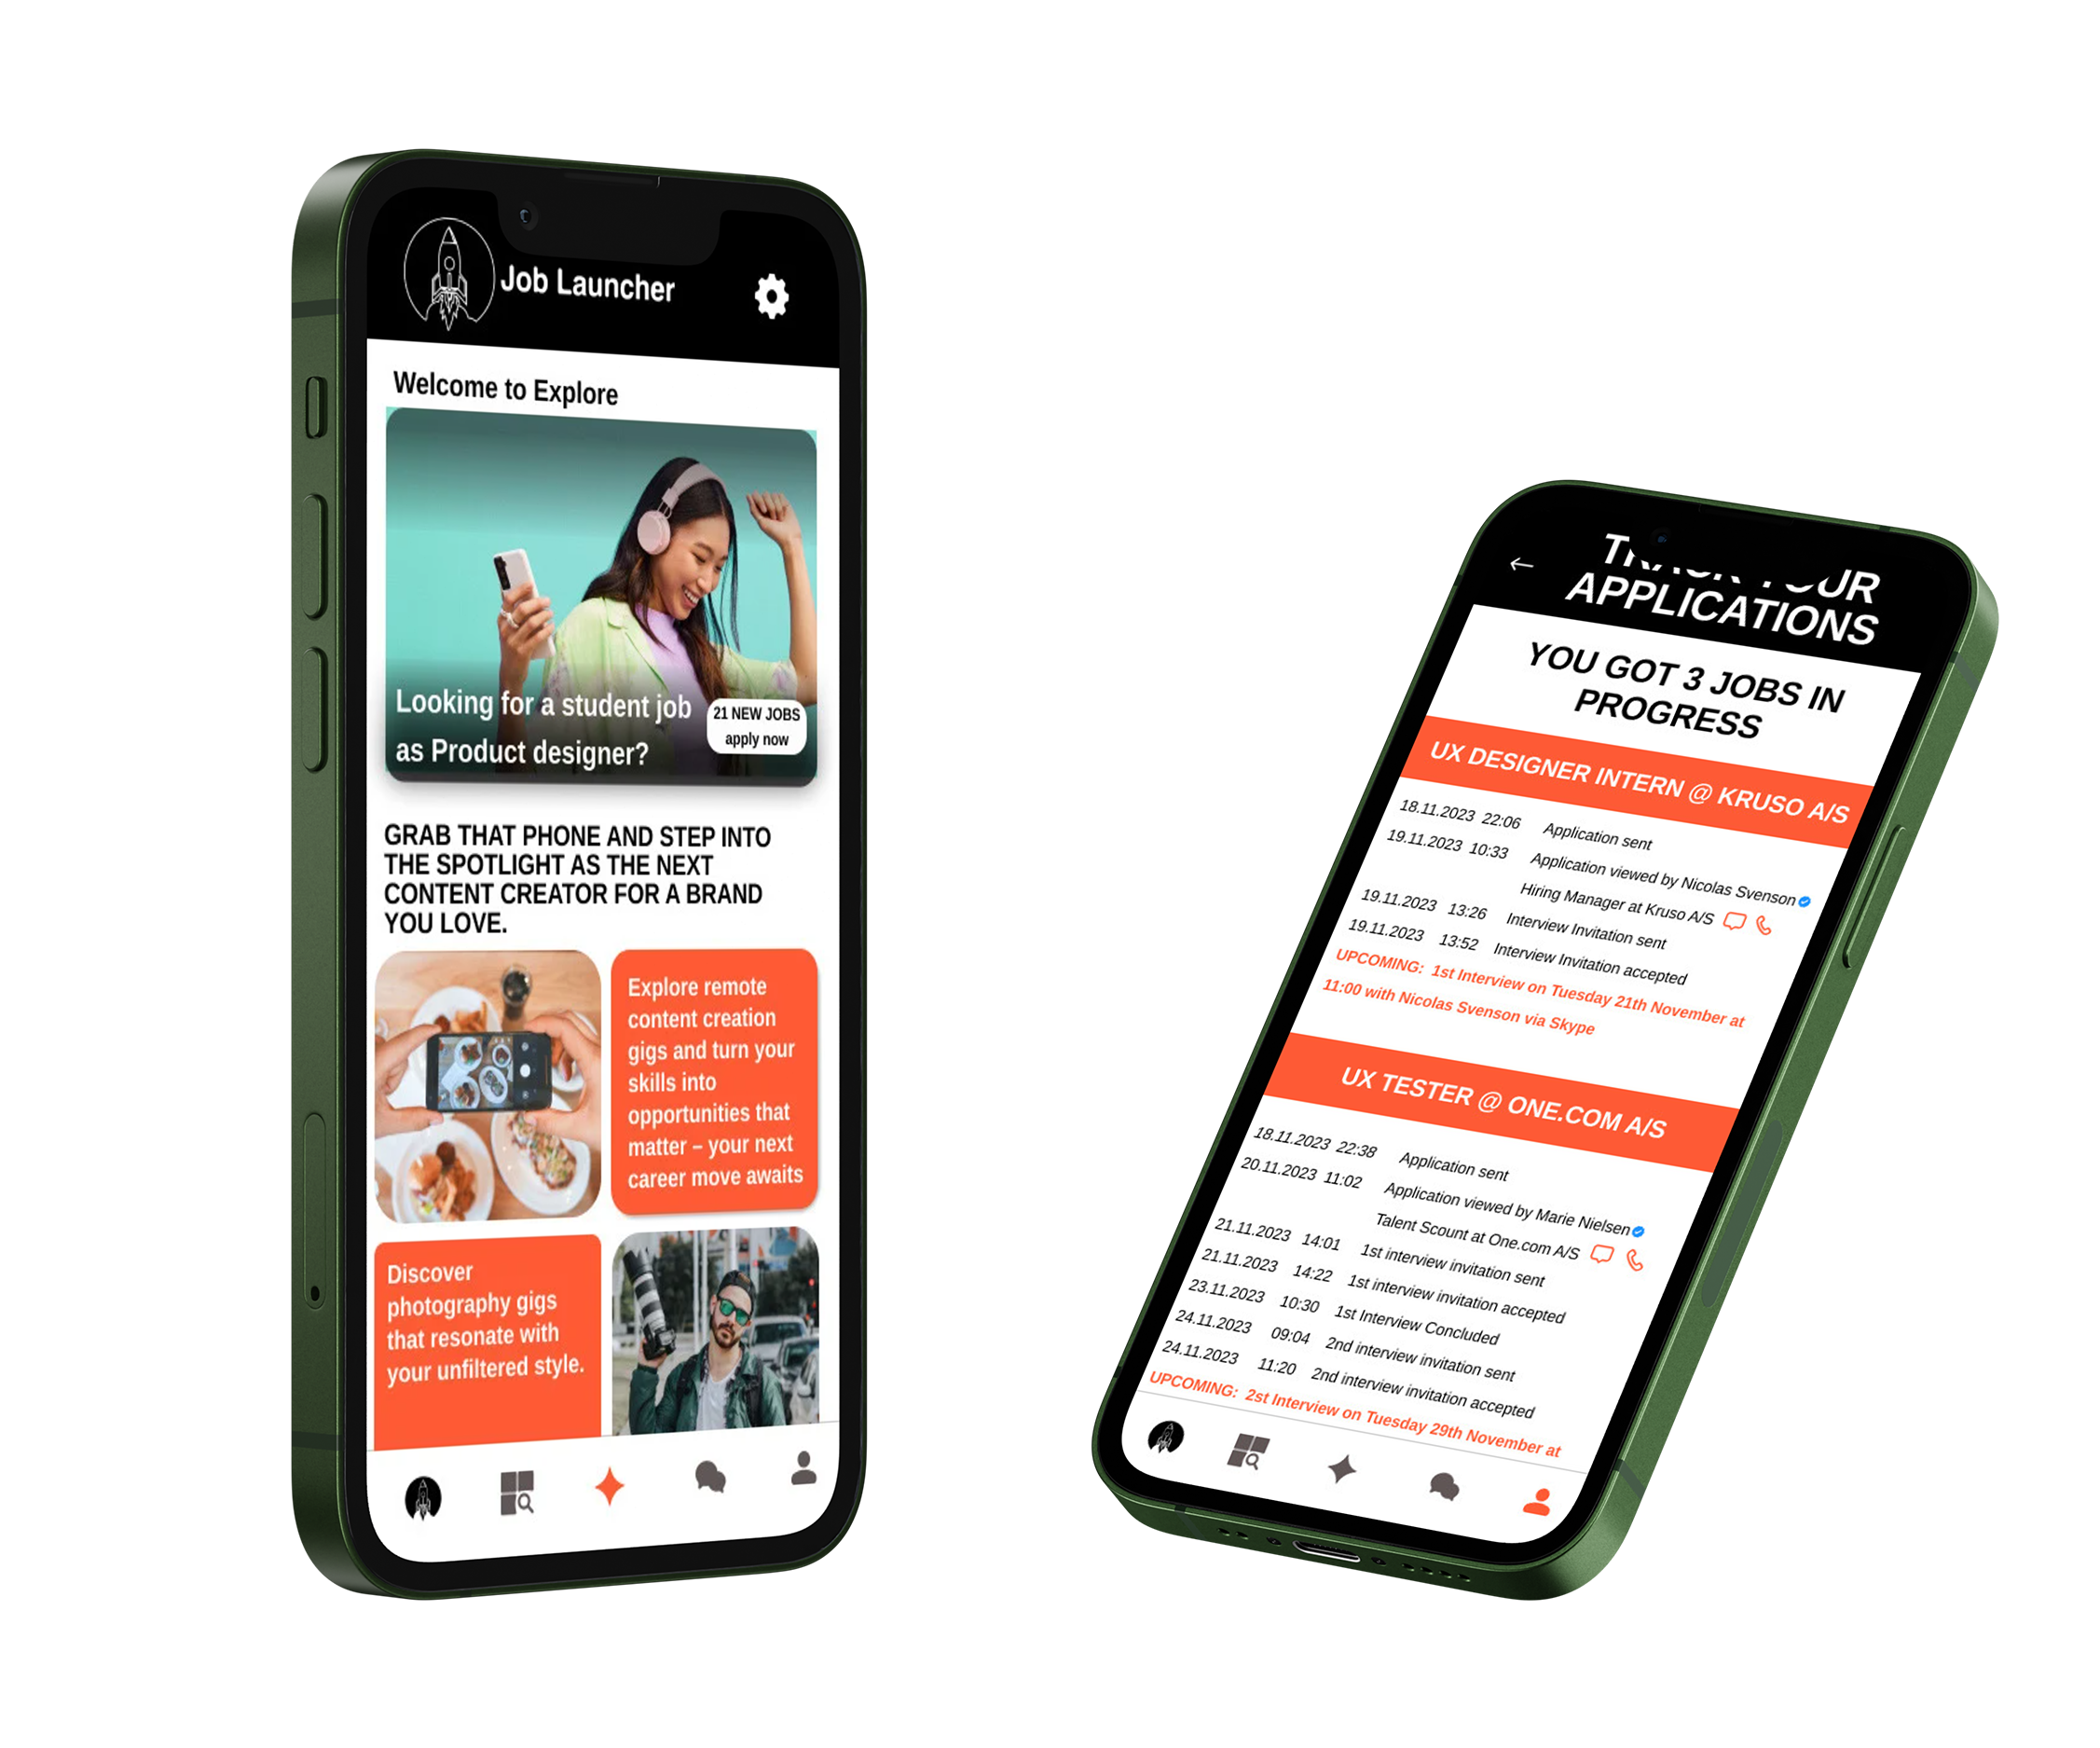 Job Launcher
Welcome to Explore
Looking for a student job
as Product designer?
21 NEW JOBS
apply now
GRAB THAT PHONE AND STEP INTO
THE SPOTLIGHT AS THE NEXT
CONTENT CREATOR FOR A BRAND
YOU LOVE.
Explore remote
content creation
gigs and turn your
skills into
opportunities that
matter – your next
career move awaits
Discover
photography gigs
that resonate with
your unfiltered style.
TRACK YOUR
APPLICATIONS
YOU GOT 3 JOBS IN
PROGRESS
UX DESIGNER INTERN @ KRUSO A/S
18.11.2023 22:06 Application sent
19.11.2023 10:33 Application viewed by Nicolas Svenson
Hiring Manager at Kruso A/S
19.11.2023 13:26 Interview Invitation sent
19.11.2023 13:52 Interview Invitation accepted
UPCOMING: 1st Interview on Tuesday 21th November at
11:00 with Nicolas Svenson via Skype
UX TESTER @ ONE.COM A/S
18.11.2023 22:38 Application sent
20.11.2023 11:02 Application viewed by Marie Nielsen
Talent Scount at One.com A/S
21.11.2023 14:01 1st interview invitation sent
21.11.2023 14:22 1st interview invitation accepted
23.11.2023 10:30 1st Interview Concluded
24.11.2023 09:04 2nd interview invitation sent
24.11.2023 11:20 2nd interview invitation accepted
UPCOMING: 2st Interview on Tuesday 29th November at